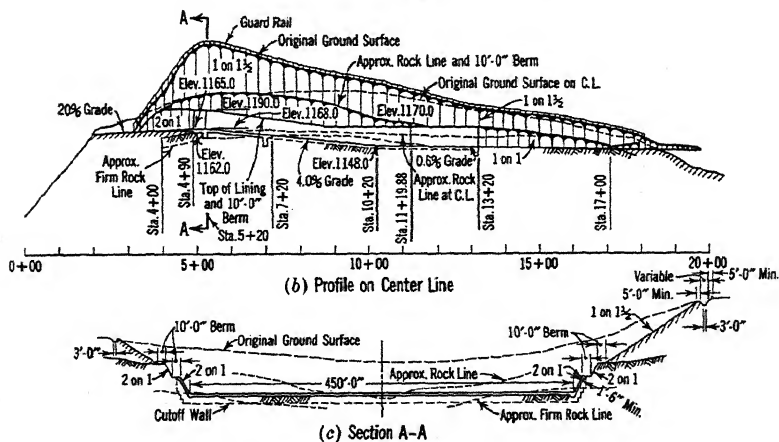 A
Guard Rail
Original Ground Surface
Approx. Rock Line and 10'-0" Berm
1 on 1½
Original Ground Surface on C.L.
Elev. 1165.0
Elev. 1190.0
Elev. 1168.0
Elev. 1170.0
1 on 1½
20% Grade
2 on 1
Approx.
Firm Rock
Line
Elev.
1162.0
Top of Lining
and 10'-0"
Berm
4.0% Grade
Elev. 1148.0
0.6% Grade
Approx. Rock
Line at C.L.
1 on 1
Sta. 4+00
Sta. 4+90
A
Sta. 5+20
Sta. 7+20
Sta. 10+20
Sta. 11+19.88
Sta. 13+20
Sta. 17+00
0+00
5+00
10+00
15+00
20+00
(b) Profile on Center Line
Variable
5'-0" Min.
5'-0" Min.
10'-0" Berm
Original Ground Surface
10'-0" Berm
1 on 1½
3'-0"
3'-0"
2 on 1
2 on 1
450'-0"
Approx. Rock Line
2 on 1
2 on 1
1'-6" Min.
Cutoff Wall
Approx. Firm Rock Line
(c) Section A-A